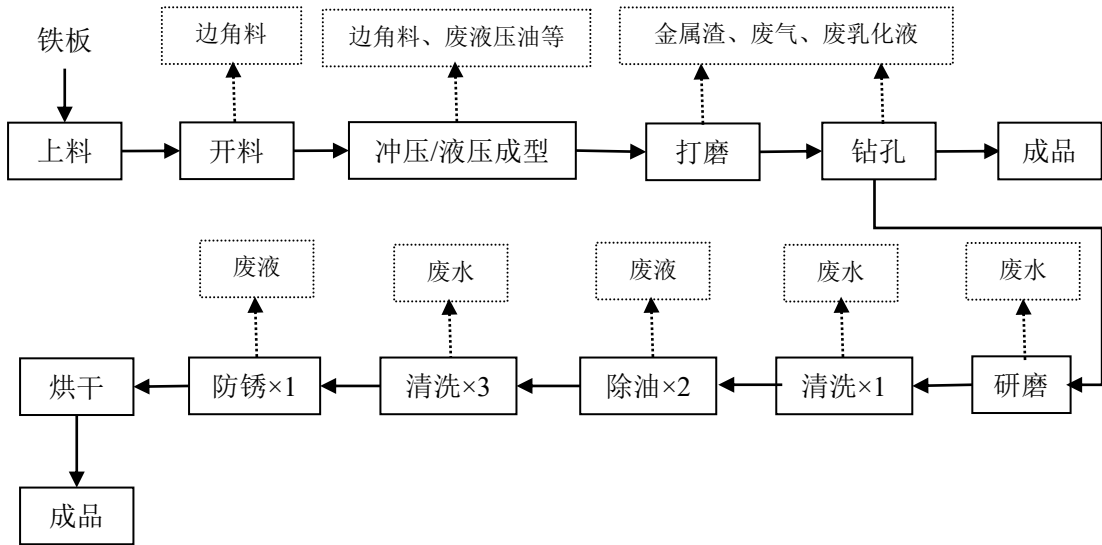 铁板
边角料
边角料、废液压油等
金属渣、废气、废乳化液
上料
开料
冲压/液压成型
打磨
钻孔
成品
废液
废水
废液
废水
废水
烘干
防锈×1
清洗×3
除油×2
清洗×1
研磨
成品